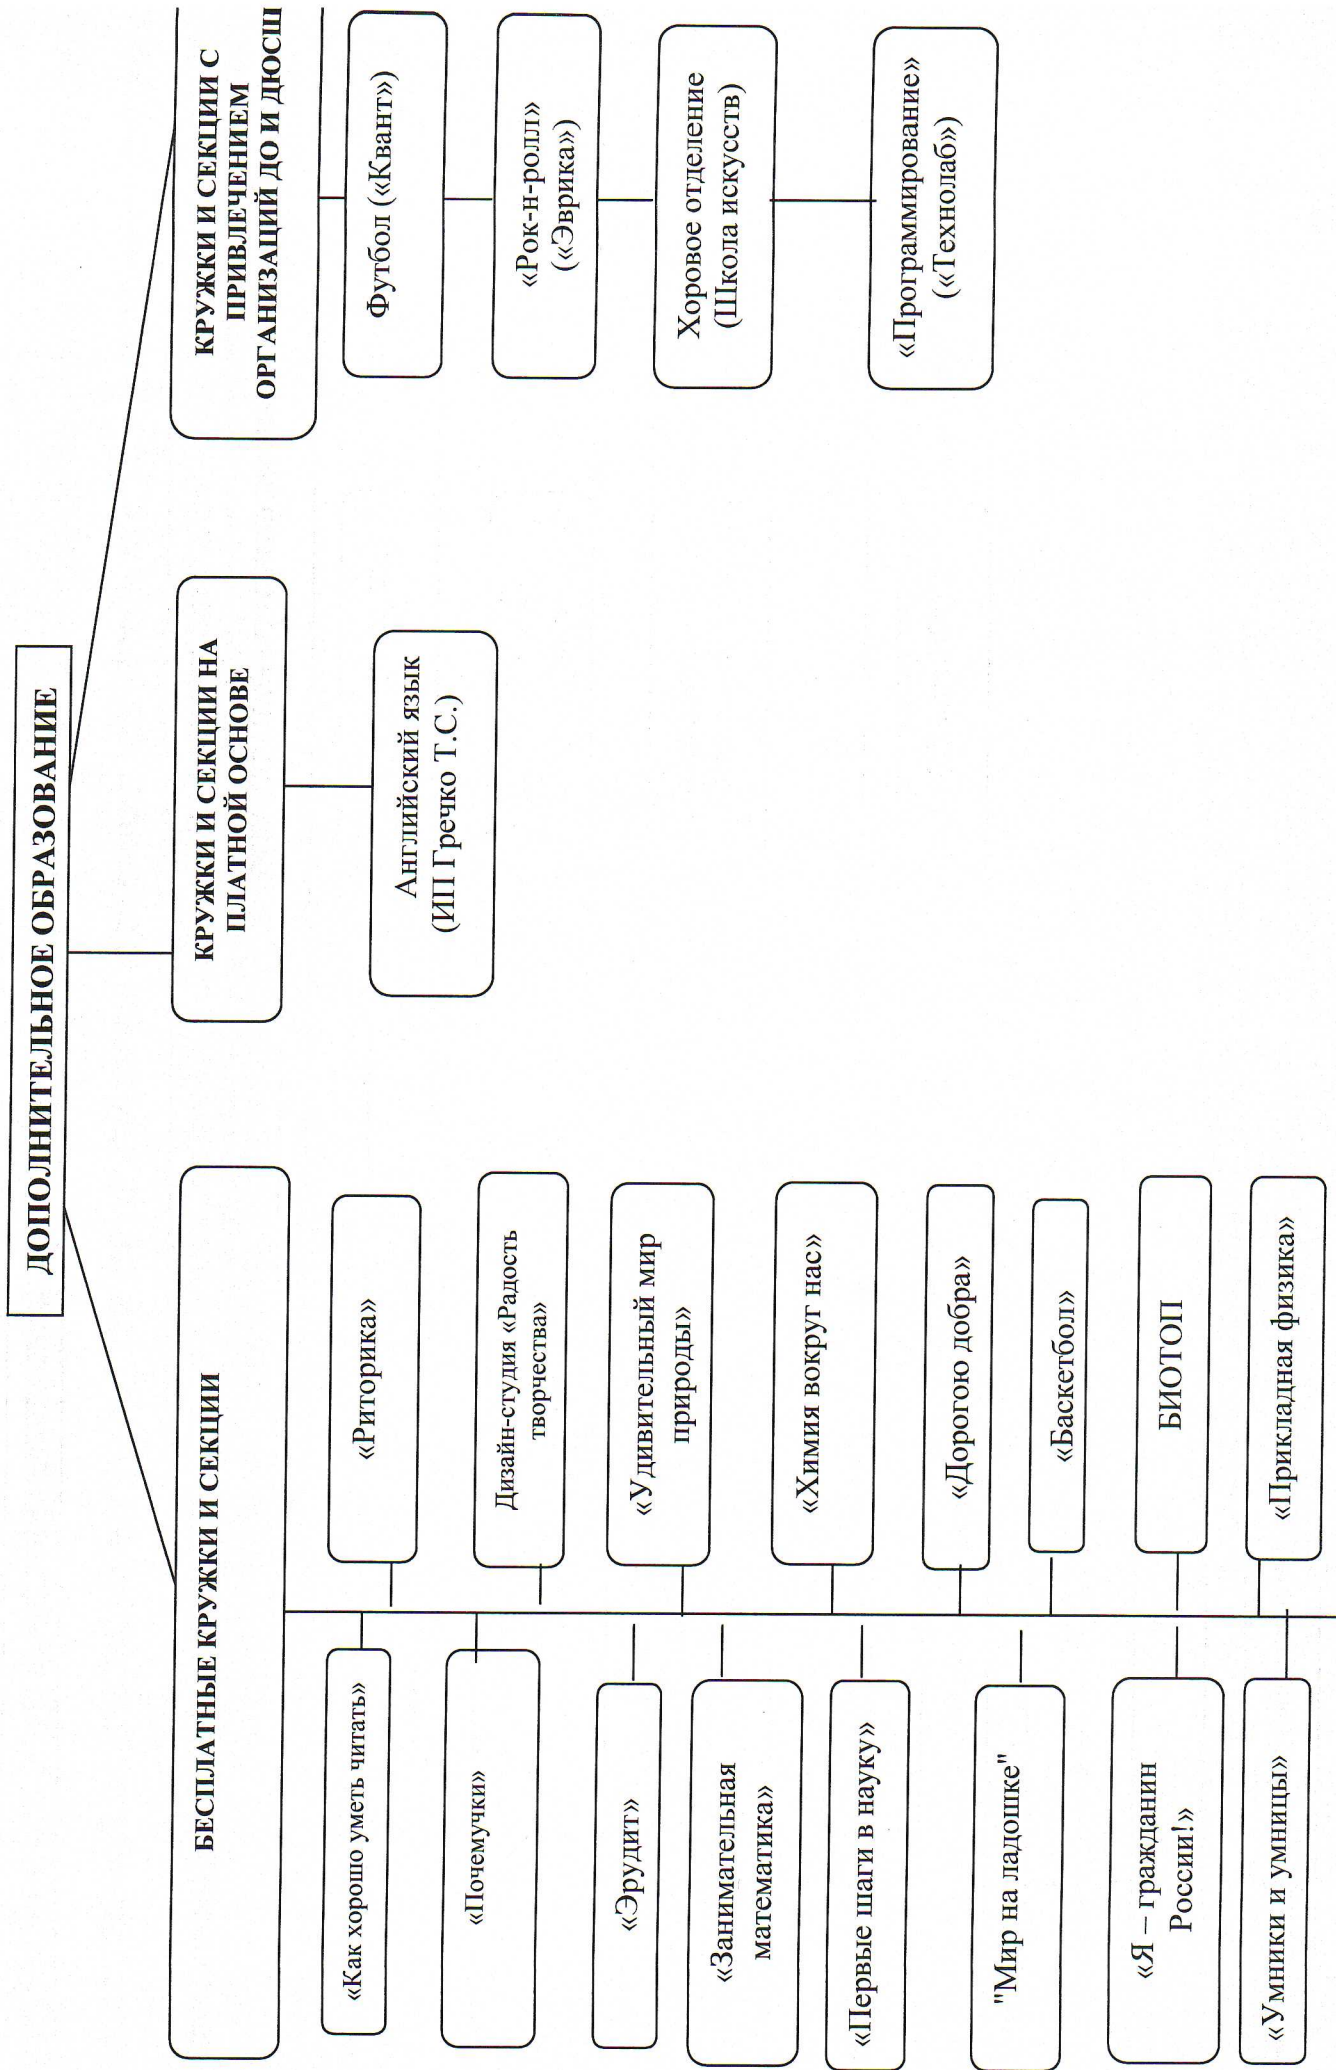 ДОПОЛНИТЕЛЬНОЕ ОБРАЗОВАНИЕ
БЕСПЛАТНЫЕ КРУЖКИ И СЕКЦИИ
«Как хорошо уметь читать»
«Почемучки»
«Эрудит»
«Занимательная
математика»
«Первые шаги в науку»
"Мир на ладошке"
«Я – гражданин
России!»
«Умники и умницы»
«Риторика»
Дизайн-студия «Радость
творчества»
«Удивительный мир
природы»
«Химия вокруг нас»
«Дорогою добра»
«Баскетбол»
БИОТОП
«Прикладная физика»
КРУЖКИ И СЕКЦИИ НА
ПЛАТНОЙ ОСНОВЕ
Английский язык
(ИП Гречко Т.С.)
КРУЖКИ И СЕКЦИИ С
ПРИВЛЕЧЕНИЕМ
ОРГАНИЗАЦИЙ ДО И ДЮСШ
Футбол («Квант»)
«Рок-н-ролл»
(«Эврика»)
Хоровое отделение
(Школа искусств)
«Программирование»
(«Технолаб»)